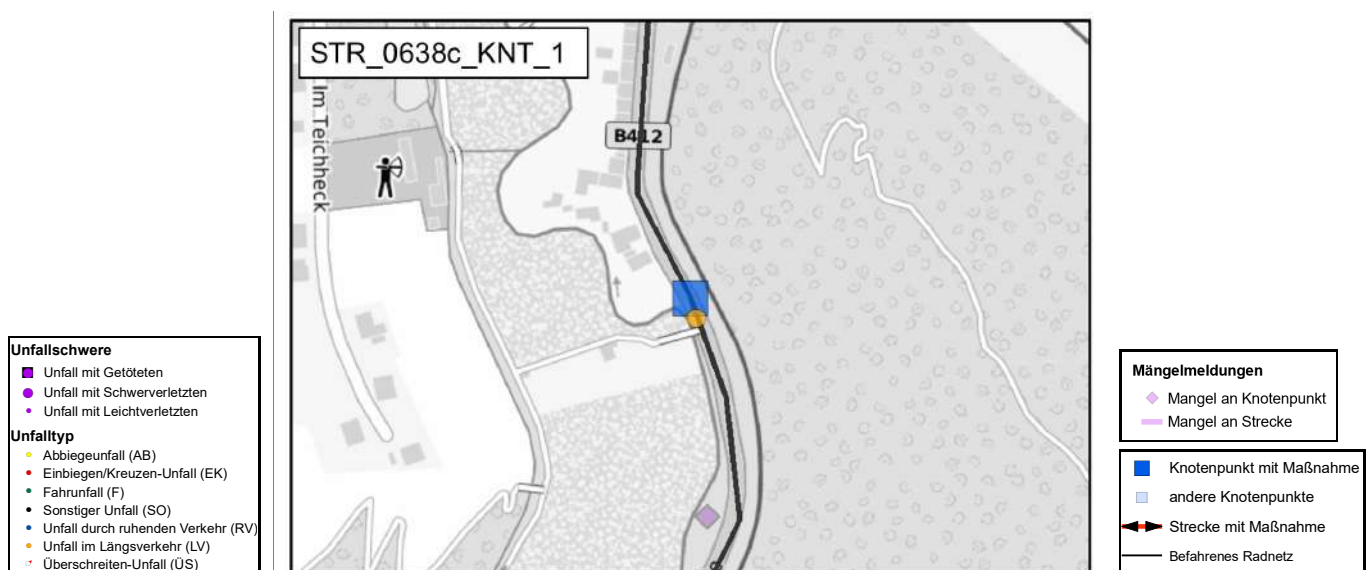 STR_0638c_KNT_1
Im Teichheck
B412
Unfallschwere
Unfall mit Getöteten
Unfall mit Schwerverletzten
Unfall mit Leichtverletzten
Unfalltyp
Abbiegeunfall (AB)
Einbiegen/Kreuzen-Unfall (EK)
Fahrunfall (F)
Sonstiger Unfall (SO)
Unfall durch ruhenden Verkehr (RV)
Unfall im Längsverkehr (LV)
Überschreiten-Unfall (ÜS)
Mängelmeldungen
Mangel an Knotenpunkt
Mangel an Strecke
Knotenpunkt mit Maßnahme
andere Knotenpunkte
Strecke mit Maßnahme
Befahrenes Radnetz